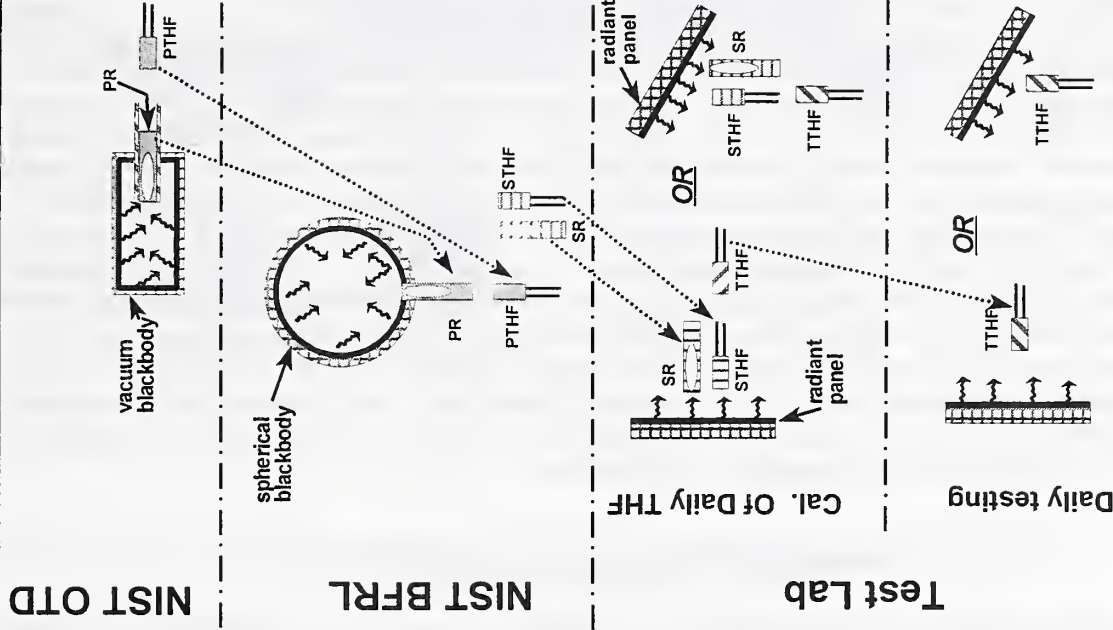 NIST OTD
vacuum
blackbody
PR
PTHF
NIST BFRL
spherical
blackbody
PR
PTHF
SR
STHF
Test Lab
Cal. Of Daily THF
radiant
panel
SR
STHF
TTHF
OR
radiant
panel
STHF
SR
TTHF
Daily testing
TTHF
OR
TTHF